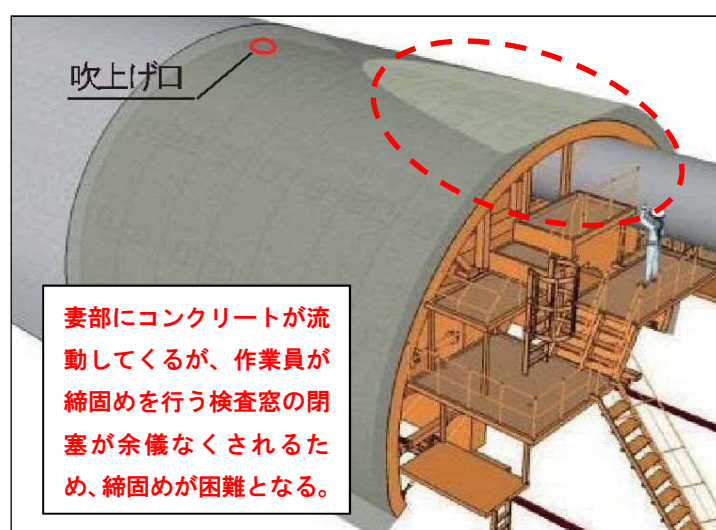 吹上げ口
妻部にコンクリートが流
動してくるが、作業員が
締固めを行う検査窓の閉
塞が余儀なくされるた
め、締固めが困難となる。